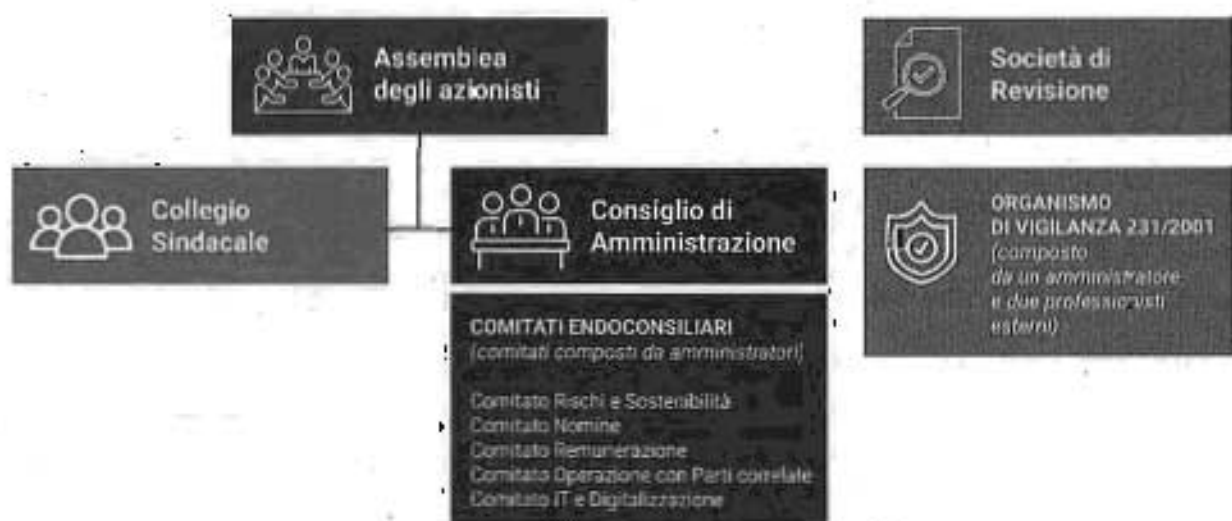 Assemblea
degli azionisti
Società di
Revisione
Collegio
Sindacale
Consiglio di
Amministrazione
ORGANISMO
DI VIGILANZA 231/2001
(composto
da un amministratore
e due professionisti
esterni)
COMITATI ENDOCONSILIARI
(comitati composti da amministratori)
Comitato Rischi e Sostenibilità
Comitato Nomine
Comitato Remunerazione
Comitato Operazione con Parti correlate
Comitato IT e Digitalizzazione